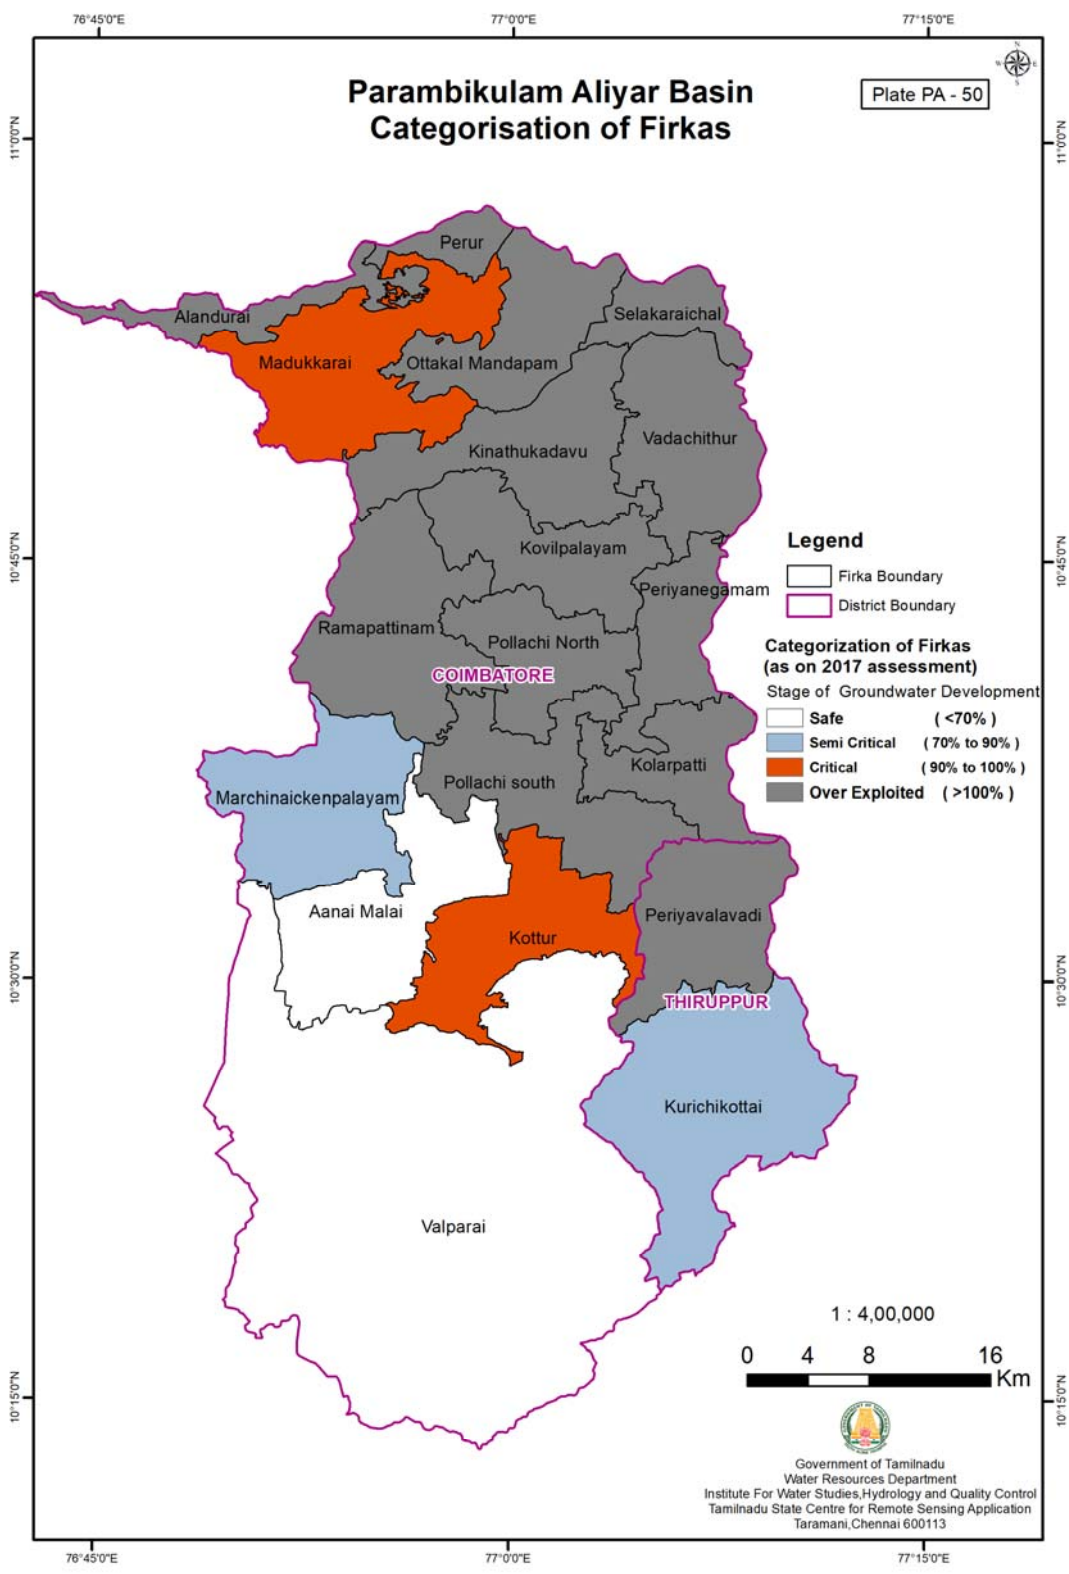 76°45'0"E
77°0'0"E
77°15'0"E
Parambikulam Aliyar Basin
Categorisation of Firkas
Plate PA - 50
N
W
E
S
11°0'0"N
11°0'0"N
Perur
Alandurai
Selakaraichal
Madukkarai
Ottakal Mandapam
Vadachithur
Kinathukadavu
10°45'0"N
10°45'0"N
Kovilpalayam
Periyanegamam
Ramapattinam
Pollachi North
COIMBATORE
Legend
Firka Boundary
District Boundary
Categorization of Firkas
(as on 2017 assessment)
Stage of Groundwater Development
Safe ( <70% )
Semi Critical ( 70% to 90% )
Critical ( 90% to 100% )
Over Exploited ( >100% )
Kolarpatti
Pollachi south
Marchinaickenpalayam
Aanai Malai
Periyavalavadi
Kottur
10°30'0"N
10°30'0"N
THIRUPPUR
Kurichikottai
Valparai
1 : 4,00,000
0 4 8 16
Km
10°15'0"N
10°15'0"N
Government of Tamilnadu
Water Resources Department
Institute For Water Studies,Hydrology and Quality Control
Tamilnadu State Centre for Remote Sensing Application
Taramani,Chennai 600113
76°45'0"E
77°0'0"E
77°15'0"E